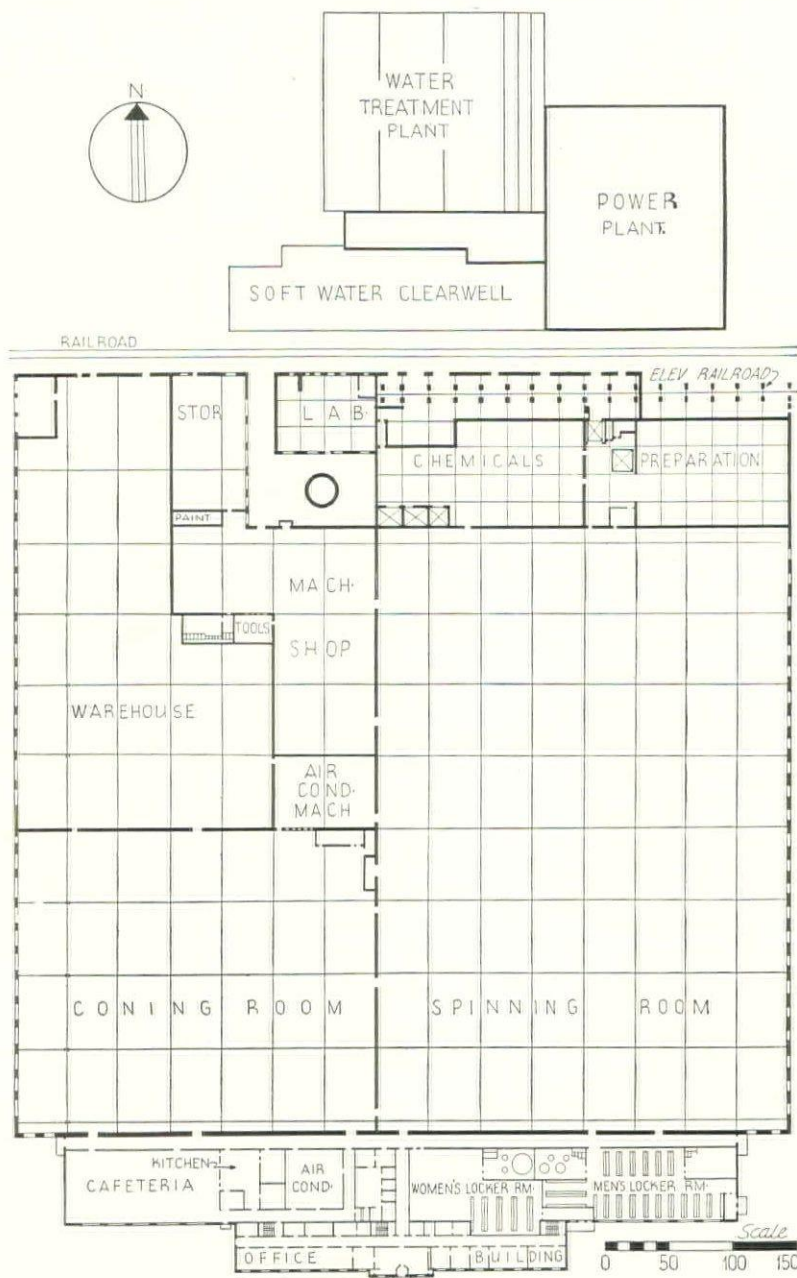 N
WATER
TREATMENT
PLANT
POWER
PLANT.
SOFT WATER CLEARWELL
RAILROAD
ELEV RAILROAD
STOR
LAB.
CHEMICALS
PREPARATION
PAINT
MACH.
TOOLS
SHOP
WAREHOUSE
AIR
COND.
MACH
CONING ROOM
SPINNING ROOM
KITCHEN
CAFETERIA
AIR
COND.
WOMEN'S LOCKER RM.
MEN'S LOCKER RM.
OFFICE BUILDING
Scale
0 50 100 150